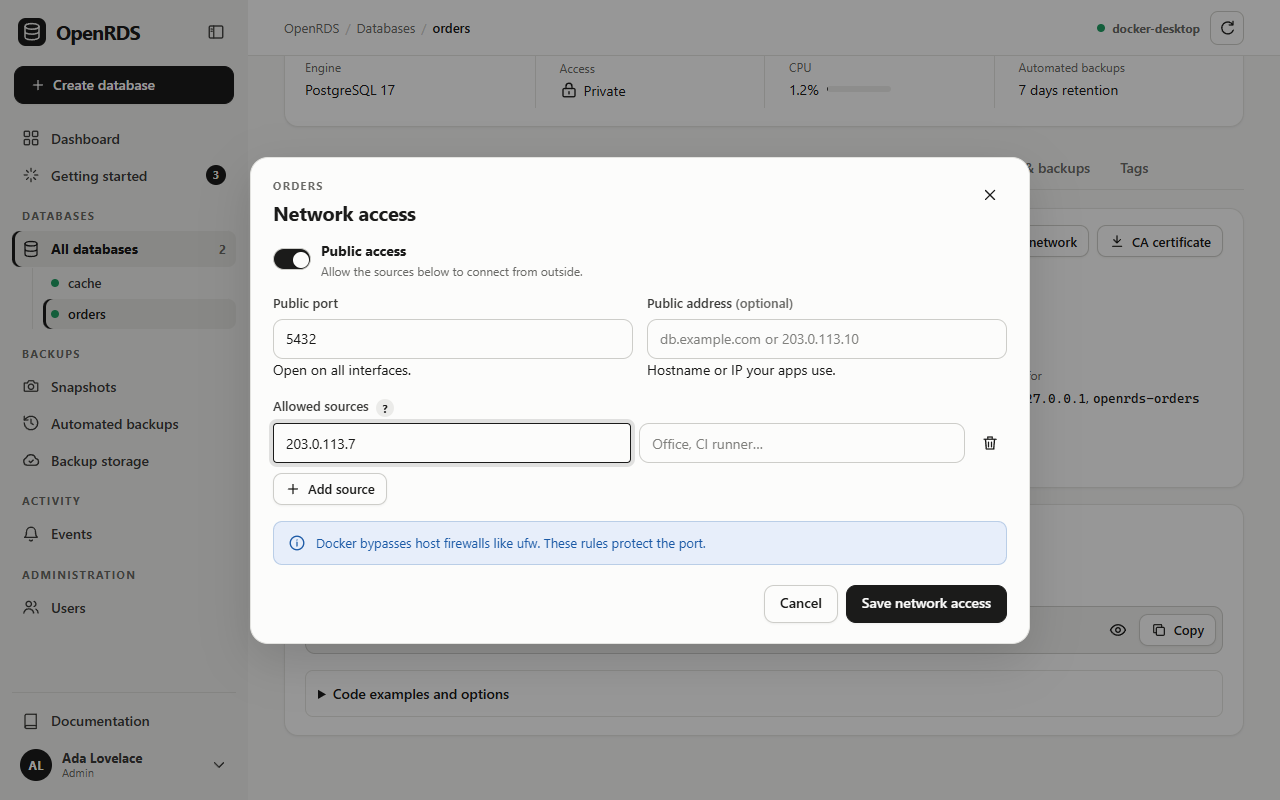 OpenRDS
Create database
Dashboard
Getting started 3
DATABASES
All databases 2
cache
orders
BACKUPS
Snapshots
Automated backups
Backup storage
ACTIVITY
Events
ADMINISTRATION
Users
Documentation
AL Ada Lovelace
Admin
OpenRDS / Databases / orders
docker-desktop
Engine
PostgreSQL 17
Access
Private
CPU
1.2%
Automated backups
7 days retention
& backups Tags
network CA certificate
for
27.0.0.1, openrds-orders
ORDERS
Network access
Public access
Allow the sources below to connect from outside.
Public port
5432
Open on all interfaces.
Public address (optional)
db.example.com or 203.0.113.10
Hostname or IP your apps use.
Allowed sources ?
203.0.113.7 Office, CI runner...
Add source
Docker bypasses host firewalls like ufw. These rules protect the port.
Cancel Save network access
Copy
Code examples and options